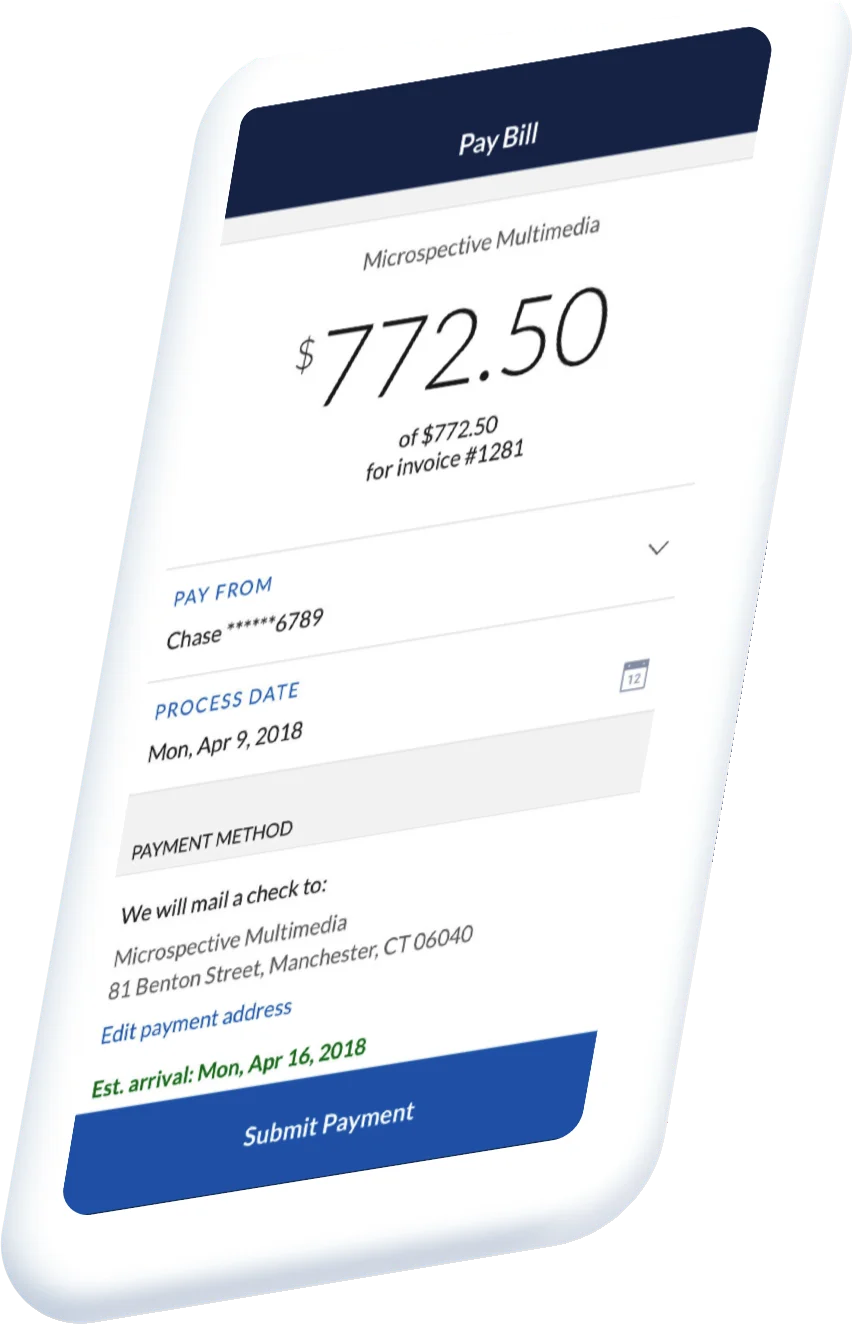 Pay Bill
Microspective Multimedia
$772.50
of $772.50
for invoice #1281
PAY FROM
Chase ******6789
PROCESS DATE
12
Mon, Apr 9, 2018
PAYMENT METHOD
We will mail a check to:
Microspective Multimedia
81 Benton Street, Manchester, CT 06040
Edit payment address
Est. arrival: Mon, Apr 16, 2018
Submit Payment